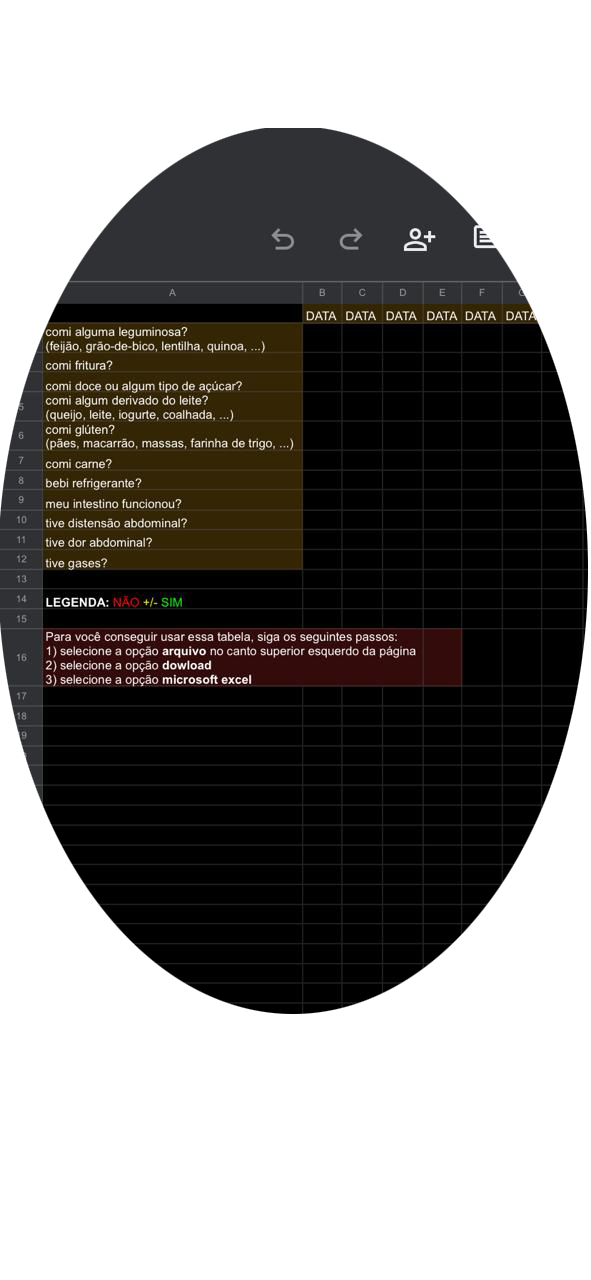 A B C D E F G
DATA DATA DATA DATA DATA DATA
comi alguma leguminosa?
(feijão, grão-de-bico, lentilha, quinoa, ...)
comi fritura?
comi doce ou algum tipo de açúcar?
5 comi algum derivado do leite?
(queijo, leite, iogurte, coalhada, ...)
6 comi glúten?
(pães, macarrão, massas, farinha de trigo, ...)
7 comi carne?
8 bebi refrigerante?
9 meu intestino funcionou?
10 tive distensão abdominal?
11 tive dor abdominal?
12 tive gases?
13
14 LEGENDA: NÃO +/- SIM
15
Para você conseguir usar essa tabela, siga os seguintes passos:
16 1) selecione a opção arquivo no canto superior esquerdo da página
2) selecione a opção dowload
3) selecione a opção microsoft excel
17
18
19